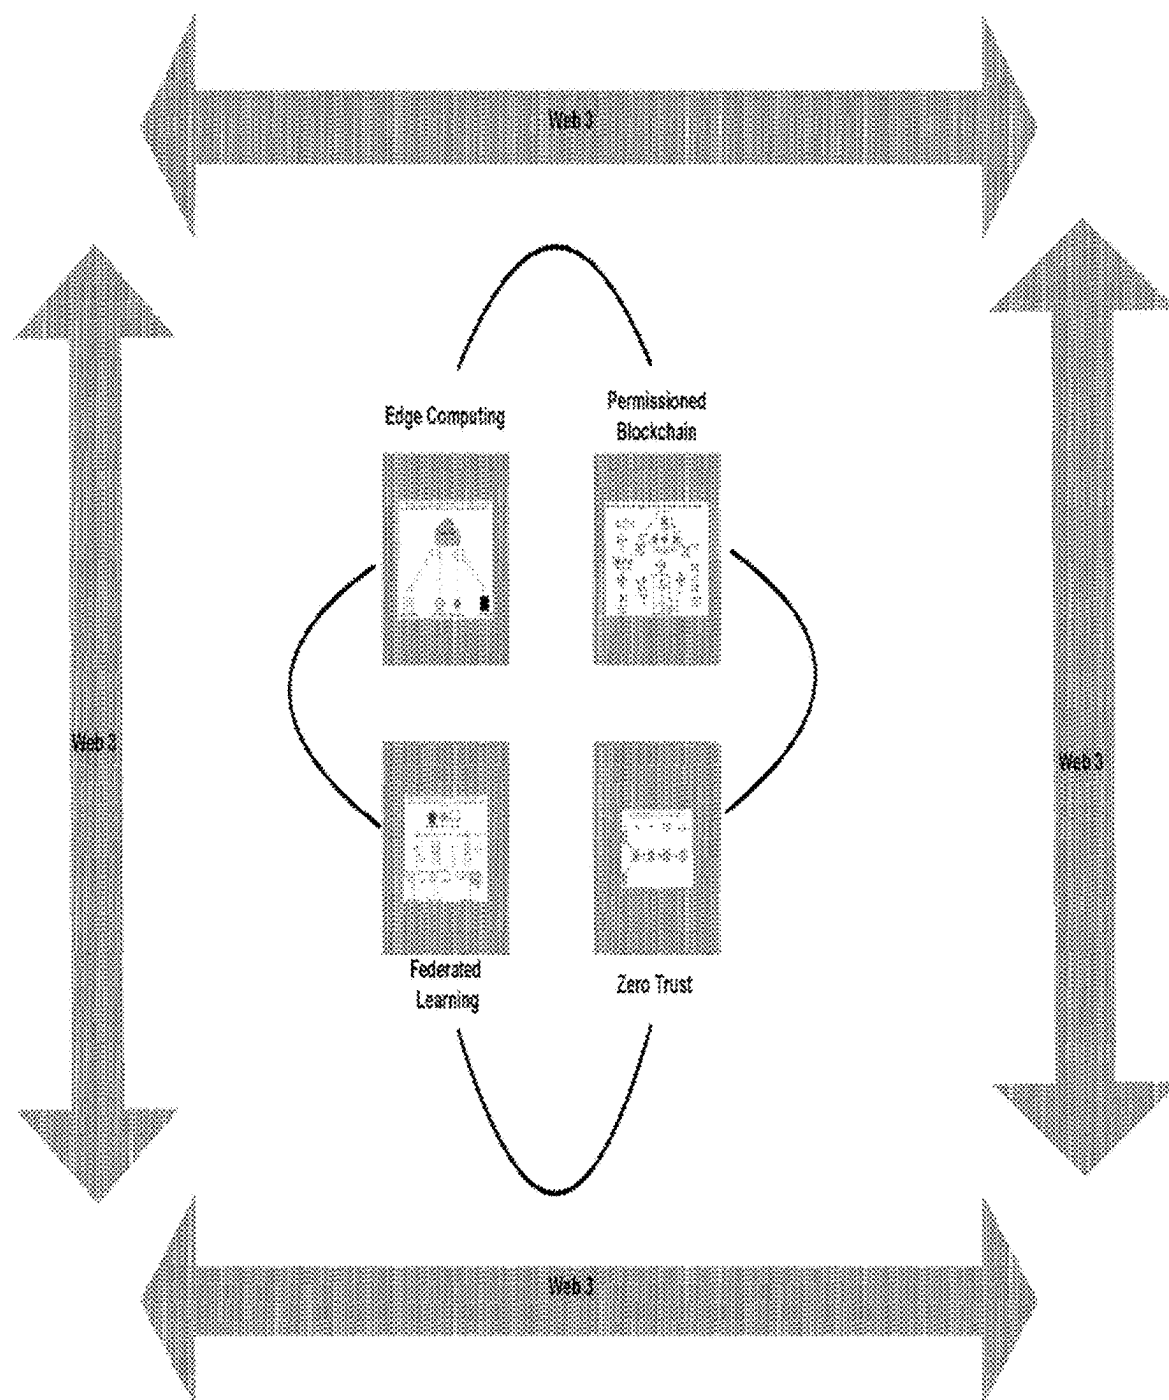 Web 3
Edge Computing
Permissioned
Blockchain
Web 3
Web 3
Federated
Learning
Zero Trust
Web 3